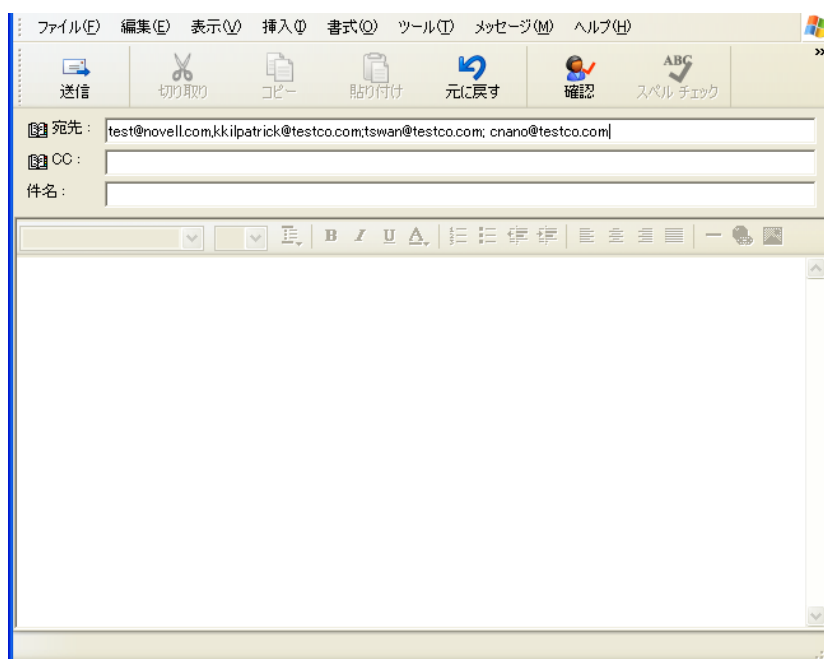 ファイル(F) 編集(E) 表示(V) 挿入(I) 書式(O) ツール(T) メッセージ(M) ヘルプ(H)
送信 切り取り コピー 貼り付け 元に戻す 確認 ABC スペル チェック
宛先: test@novell.com,kkilpatrick@testco.com;tswan@testco.com; cnano@testco.com
CC:
件名:
B I U A